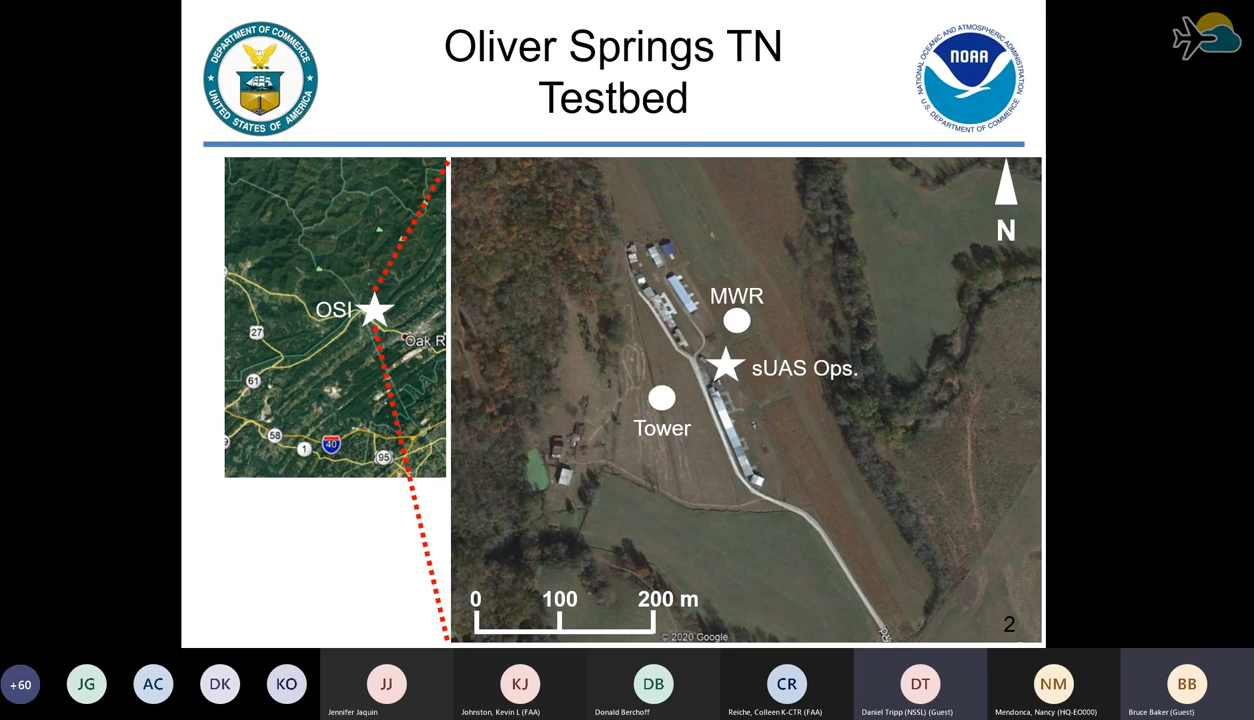 DEPARTMENT OF COMMERCE
UNITED STATES OF AMERICA
Oliver Springs TN
Testbed
NATIONAL OCEANIC AND ATMOSPHERIC ADMINISTRATION
NOAA
U.S. DEPARTMENT OF COMMERCE
N
MWR
OSI
27
Oak R
sUAS Ops.
61
Tower
58
1
40
95
0 100 200 m
© 2020 Google
2
Rd
+60
JG
AC
DK
KO
JJ
KJ
DB
CR
DT
NM
BB
Jennifer Jaquin
Johnston, Kevin L (FAA)
Donald Berchoff
Reiche, Colleen K-CTR (FAA)
Daniel Tripp (NSSL) (Guest)
Mendonca, Nancy (HQ-EO000)
Bruce Baker (Guest)